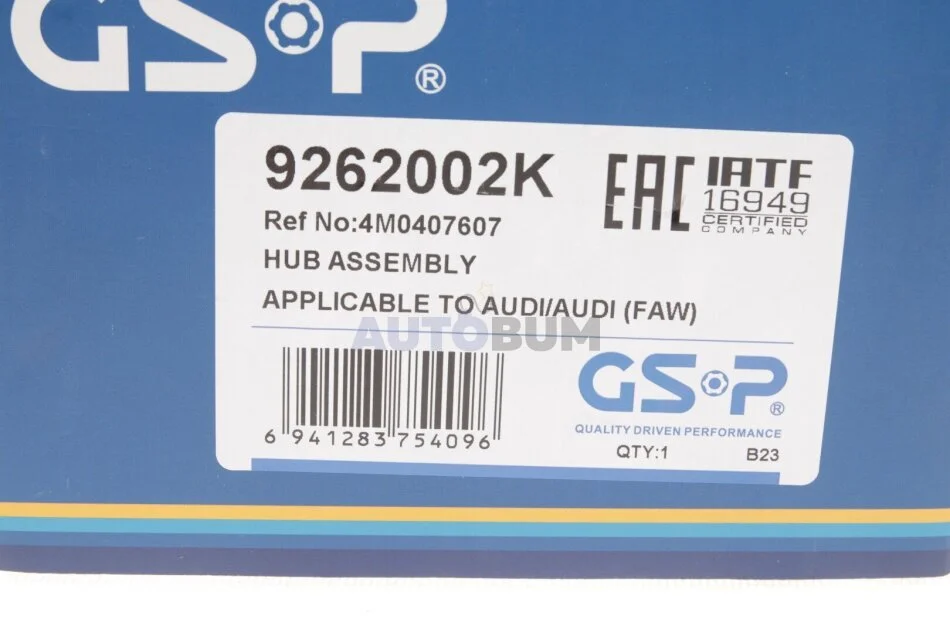 GSP®
9262002K
EAC
IATF
16949
CERTIFIED
COMPANY
Ref No:4M0407607
HUB ASSEMBLY
APPLICABLE TO AUDI/AUDI (FAW)
AUTOBUM
6 941283 754096
GSP®
QUALITY DRIVEN PERFORMANCE
QTY:1 B23